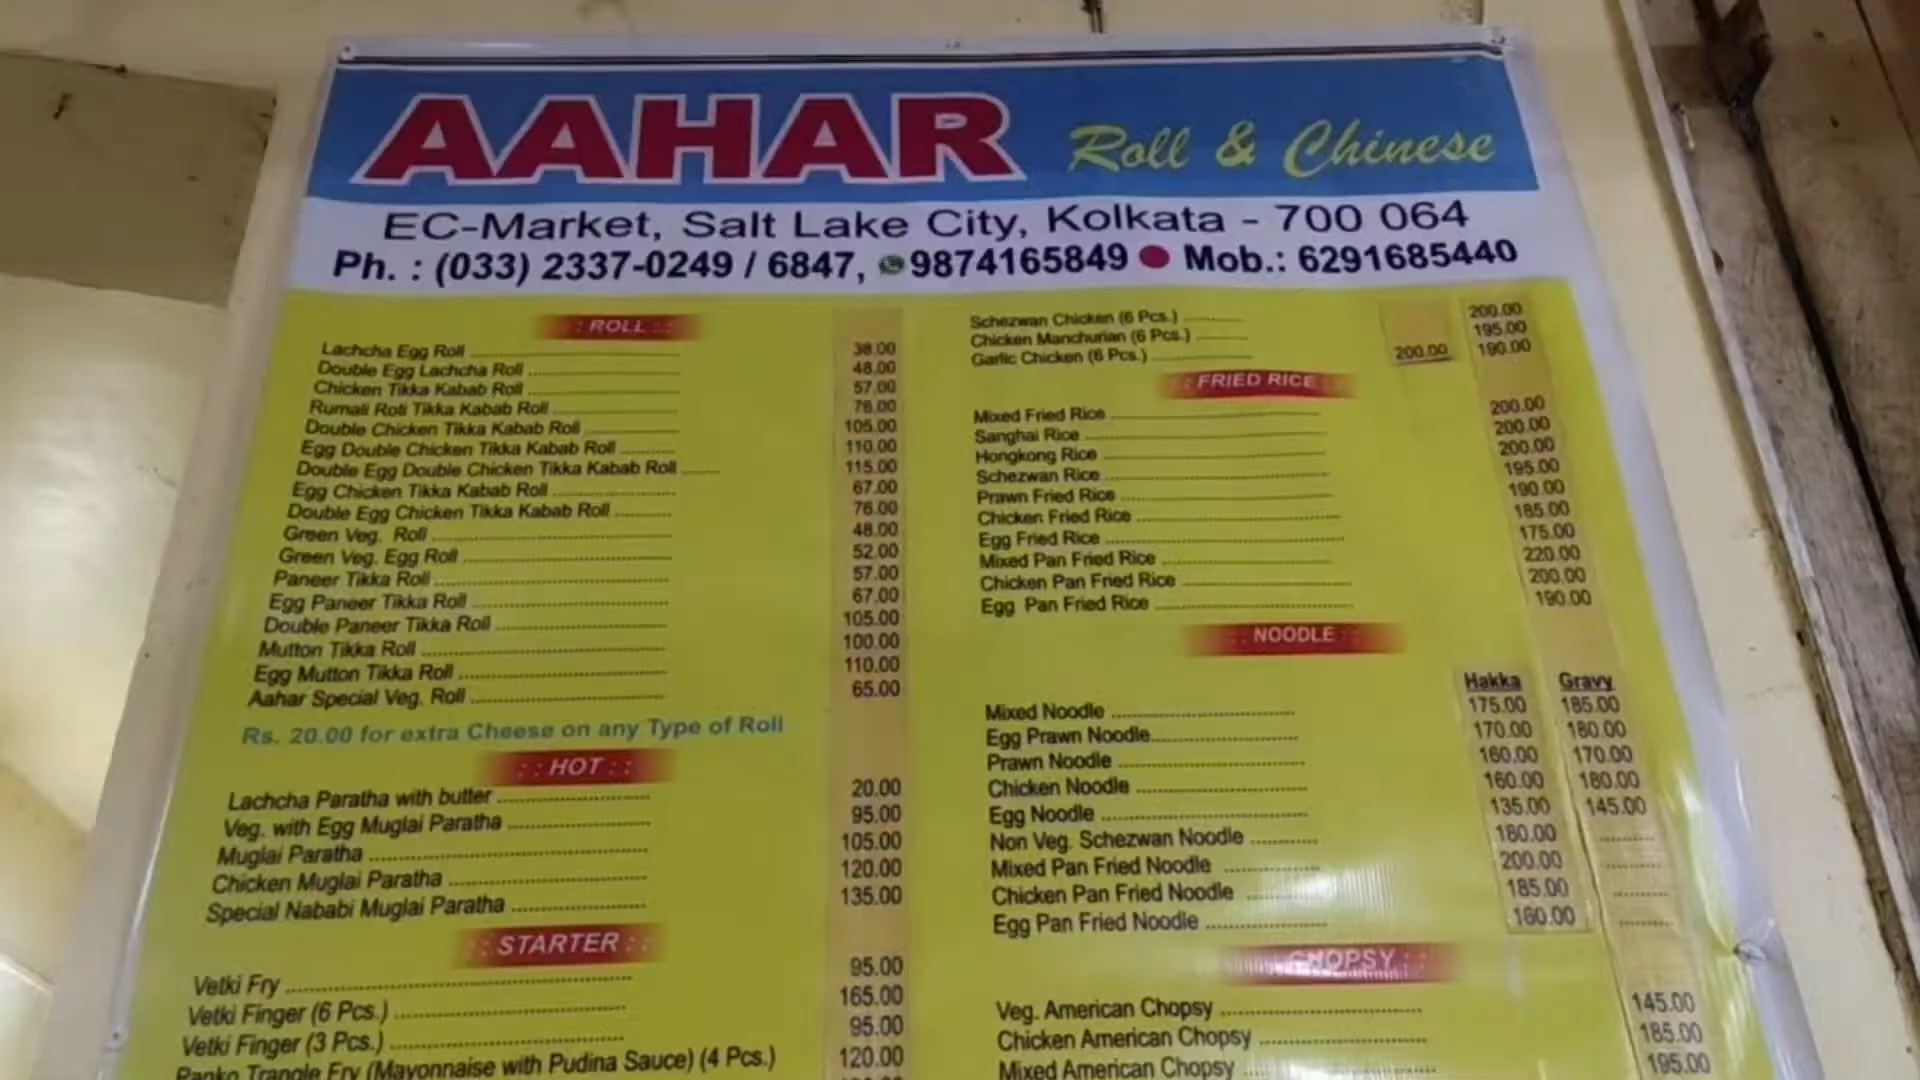 AAHAR Roll & Chinese
EC-Market, Salt Lake City, Kolkata - 700 064
Ph. : (033) 2337-0249 / 6847, 9874165849 ● Mob.: 6291685440
: ROLL :
Lachcha Egg Roll 38.00
Double Egg Lachcha Roll 48.00
Chicken Tikka Kabab Roll 57.00
Rumali Roti Tikka Kabab Roll 76.00
Double Chicken Tikka Kabab Roll 105.00
Egg Double Chicken Tikka Kabab Roll 110.00
Double Egg Double Chicken Tikka Kabab Roll 115.00
Egg Chicken Tikka Kabab Roll 67.00
Double Egg Chicken Tikka Kabab Roll 76.00
Green Veg. Roll 48.00
Green Veg. Egg Roll 52.00
Paneer Tikka Roll 57.00
Egg Paneer Tikka Roll 67.00
Double Paneer Tikka Roll 105.00
Mutton Tikka Roll 100.00
Egg Mutton Tikka Roll 110.00
Aahar Special Veg. Roll 65.00
Rs. 20.00 for extra Cheese on any Type of Roll
: : HOT : :
Lachcha Paratha with butter 20.00
Veg. with Egg Muglai Paratha 95.00
Muglai Paratha 105.00
Chicken Muglai Paratha 120.00
Special Nababi Muglai Paratha 135.00
: : STARTER : :
Vetki Fry 95.00
Vetki Finger (6 Pcs.) 165.00
Vetki Finger (3 Pcs.) 95.00
Panko Trangle Fry (Mayonnaise with Pudina Sauce) (4 Pcs.) 120.00
Schezwan Chicken (6 Pcs.) 200.00
Chicken Manchurian (6 Pcs.) 195.00
Garlic Chicken (6 Pcs.) 200.00 190.00
: FRIED RICE :
Mixed Fried Rice 200.00
Sanghai Rice 200.00
Hongkong Rice 200.00
Schezwan Rice 195.00
Prawn Fried Rice 190.00
Chicken Fried Rice 185.00
Egg Fried Rice 175.00
Mixed Pan Fried Rice 220.00
Chicken Pan Fried Rice 200.00
Egg Pan Fried Rice 190.00
: NOODLE :
Hakka Gravy
Mixed Noodle 175.00 185.00
Egg Prawn Noodle 170.00 180.00
Prawn Noodle 160.00 170.00
Chicken Noodle 160.00 180.00
Egg Noodle 135.00 145.00
Non Veg. Schezwan Noodle 180.00
Mixed Pan Fried Noodle 200.00
Chicken Pan Fried Noodle 185.00
Egg Pan Fried Noodle 160.00
: CHOPSY :
Veg. American Chopsy 145.00
Chicken American Chopsy 185.00
Mixed American Chopsy 195.00